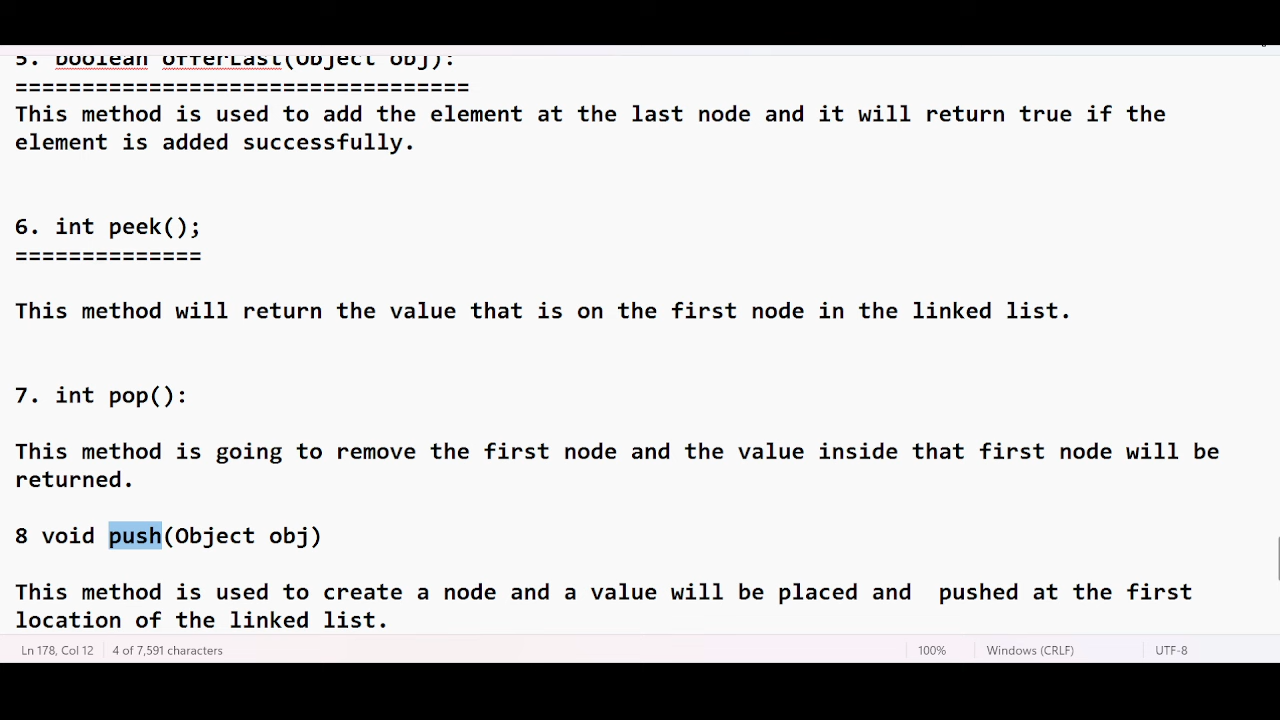 5. boolean offerLast(Object obj):
==================================
This method is used to add the element at the last node and it will return true if the
element is added successfully.
6. int peek();
==============
This method will return the value that is on the first node in the linked list.
7. int pop():
This method is going to remove the first node and the value inside that first node will be
returned.
8 void push(Object obj)
This method is used to create a node and a value will be placed and  pushed at the first
location of the linked list.
Ln 178, Col 12 4 of 7,591 characters 100% Windows (CRLF) UTF-8